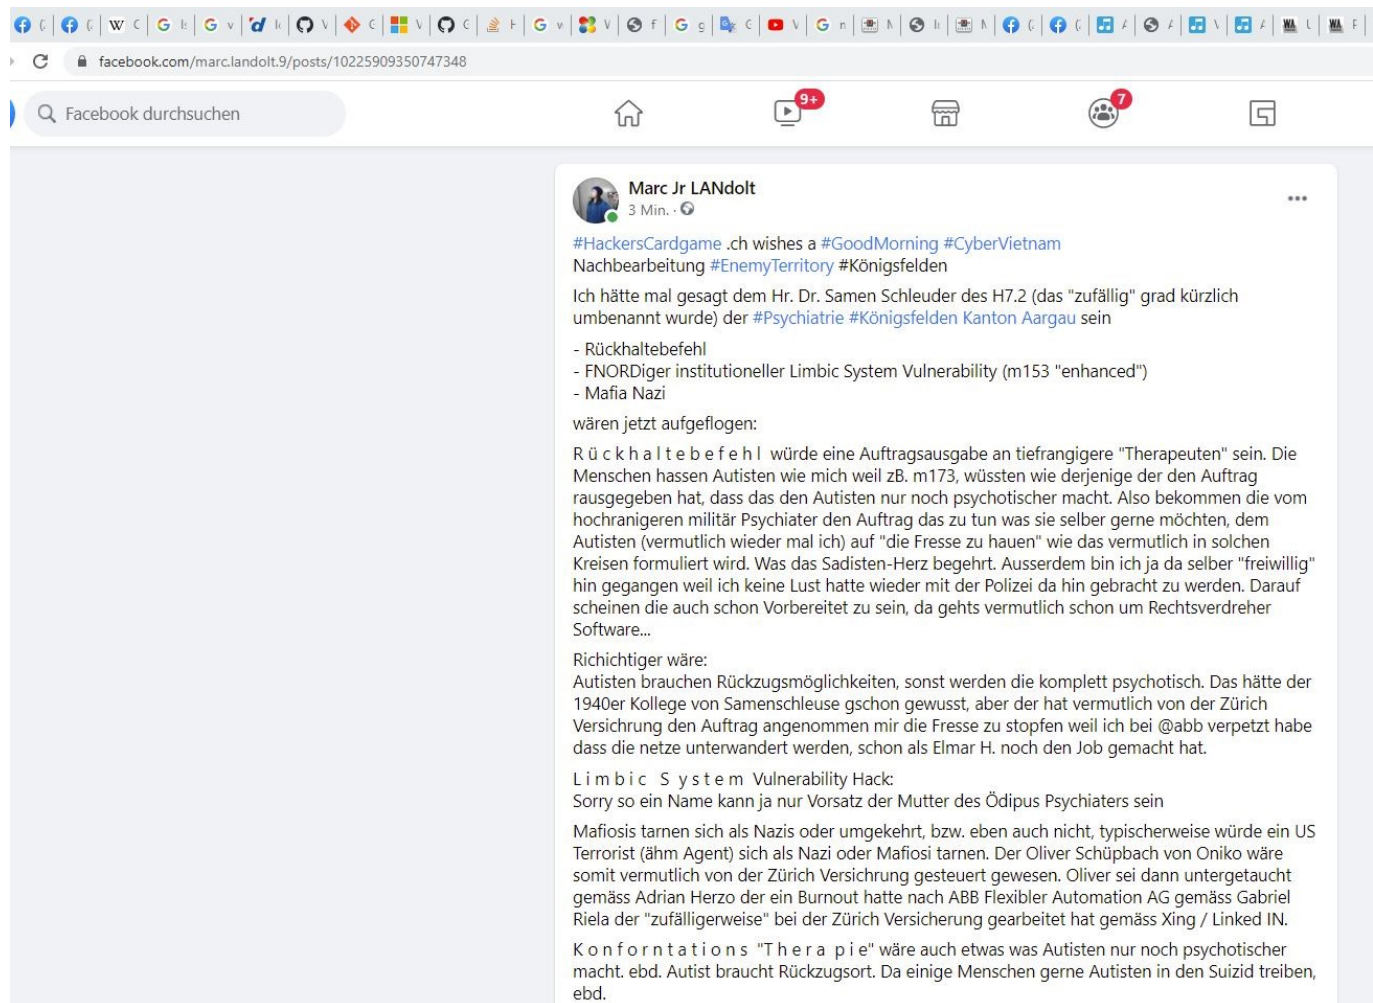 facebook.com/marc.landolt.9/posts/10225909350747348
Facebook durchsuchen
9+
7
Marc Jr LANdolt
3 Min. ·
#HackersCardgame .ch wishes a #GoodMorning #CyberVietnam
Nachbearbeitung #EnemyTerritory #Königsfelden
Ich hätte mal gesagt dem Hr. Dr. Samen Schleuder des H7.2 (das "zufällig" grad kürzlich
umbenannt wurde) der #Psychiatrie #Königsfelden Kanton Aargau sein
- Rückhaltebefehl
- FNORDiger institutioneller Limbic System Vulnerability (m153 "enhanced")
- Mafia Nazi
wären jetzt aufgeflogen:
R ü c k h a l t e b e f e h l würde eine Auftragsausgabe an tiefrangigere "Therapeuten" sein. Die
Menschen hassen Autisten wie mich weil zB. m173, wüssten wie derjenige der den Auftrag
rausgegeben hat, dass das den Autisten nur noch psychotischer macht. Also bekommen die vom
hochranigeren militär Psychiater den Auftrag das zu tun was sie selber gerne möchten, dem
Autisten (vermutlich wieder mal ich) auf "die Fresse zu hauen" wie das vermutlich in solchen
Kreisen formuliert wird. Was das Sadisten-Herz begehrt. Ausserdem bin ich ja da selber "freiwillig"
hin gegangen weil ich keine Lust hatte wieder mit der Polizei da hin gebracht zu werden. Darauf
scheinen die auch schon Vorbereitet zu sein, da gehts vermutlich schon um Rechtsverdreher
Software...
Richichtiger wäre:
Autisten brauchen Rückzugsmöglichkeiten, sonst werden die komplett psychotisch. Das hätte der
1940er Kollege von Samenschleuse gschon gewusst, aber der hat vermutlich von der Zürich
Versichrung den Auftrag angenommen mir die Fresse zu stopfen weil ich bei @abb verpetzt habe
dass die netze unterwandert werden, schon als Elmar H. noch den Job gemacht hat.
L i m b i c S y s t e m Vulnerability Hack:
Sorry so ein Name kann ja nur Vorsatz der Mutter des Ödipus Psychiaters sein
Mafiosis tarnen sich als Nazis oder umgekehrt, bzw. eben auch nicht, typischerweise würde ein US
Terrorist (ähm Agent) sich als Nazi oder Mafiosi tarnen. Der Oliver Schüpbach von Oniko wäre
somit vermutlich von der Zürich Versichrung gesteuert gewesen. Oliver sei dann untergetaucht
gemäss Adrian Herzo der ein Burnout hatte nach ABB Flexibler Automation AG gemäss Gabriel
Riela der "zufälligerweise" bei der Zürich Versicherung gearbeitet hat gemäss Xing / Linked IN.
K o n f o r n t a t i o n s "T h e r a p i e" wäre auch etwas was Autisten nur noch psychotischer
macht. ebd. Autist braucht Rückzugsort. Da einige Menschen gerne Autisten in den Suizid treiben,
ebd.